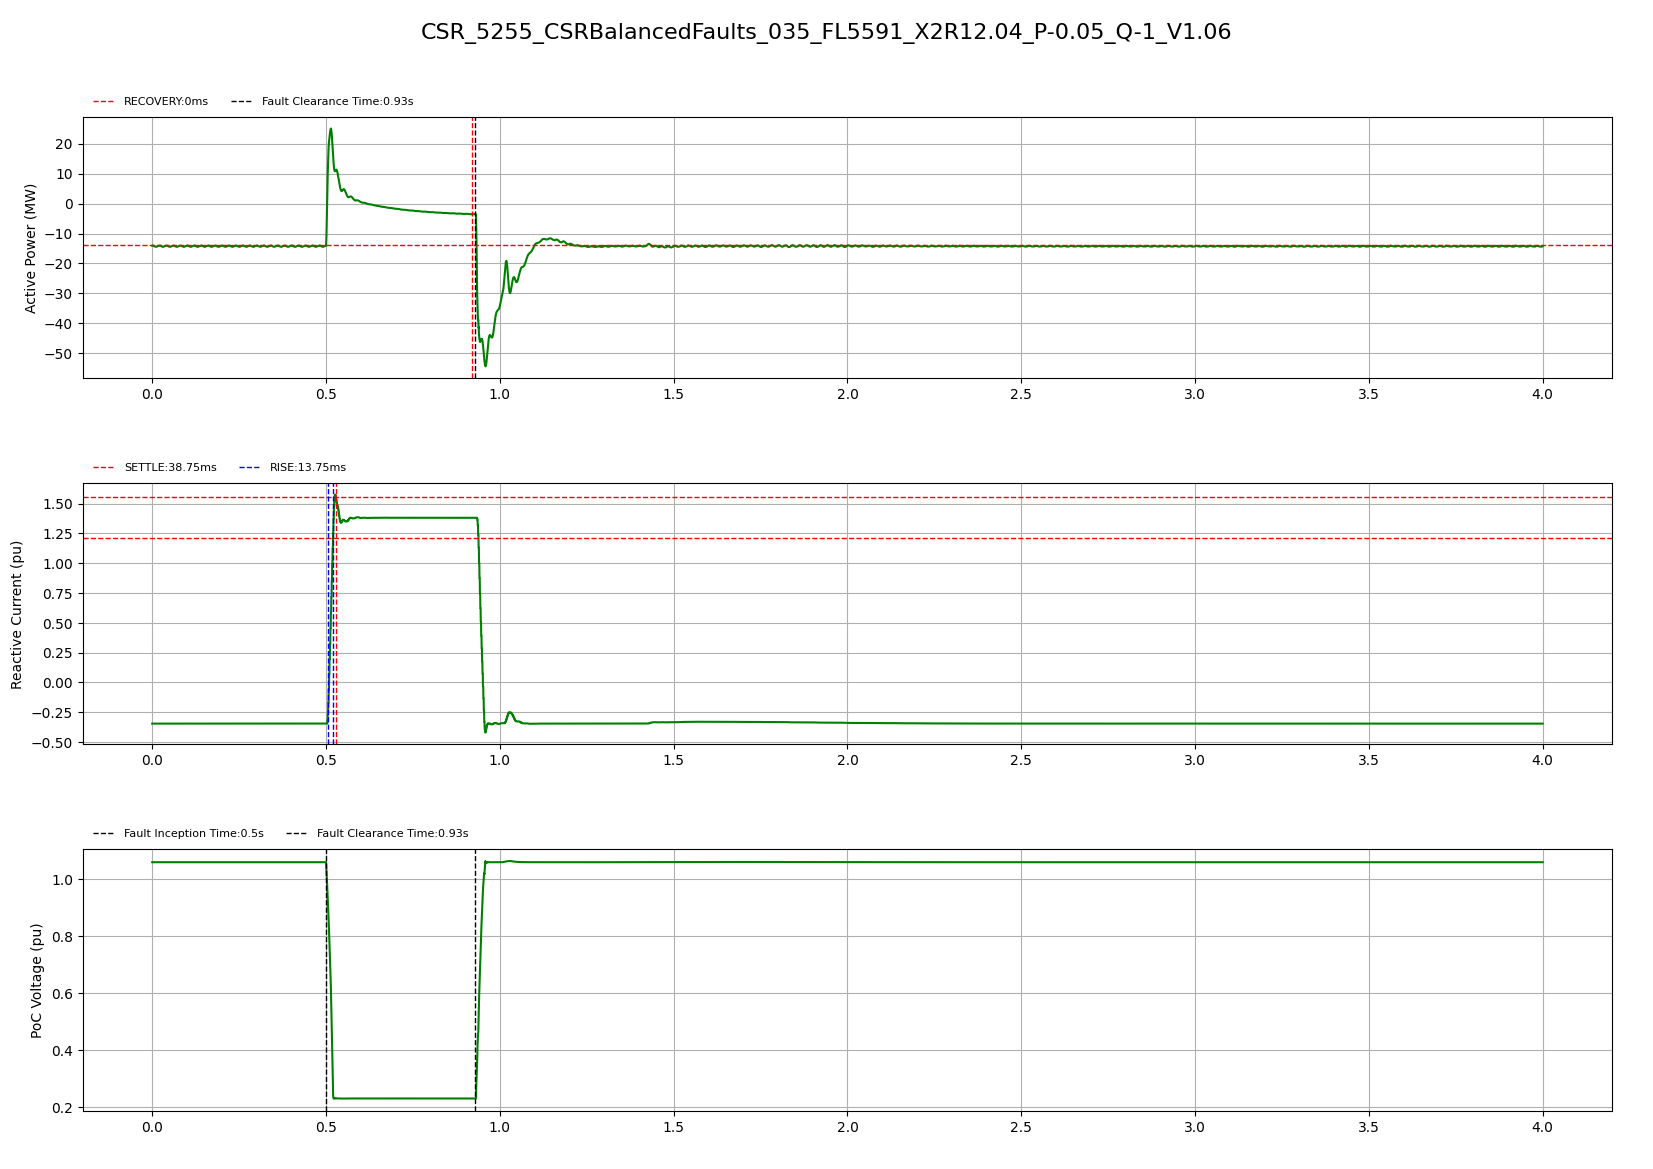 CSR_5255_CSRBalancedFaults_035_FL5591_X2R12.04_P-0.05_Q-1_V1.06
RECOVERY:0ms Fault Clearance Time:0.93s
Active Power (MW)
20
10
0
−10
−20
−30
−40
−50
0.0 0.5 1.0 1.5 2.0 2.5 3.0 3.5 4.0
SETTLE:38.75ms RISE:13.75ms
Reactive Current (pu)
1.50
1.25
1.00
0.75
0.50
0.25
0.00
−0.25
−0.50
0.0 0.5 1.0 1.5 2.0 2.5 3.0 3.5 4.0
Fault Inception Time:0.5s Fault Clearance Time:0.93s
PoC Voltage (pu)
1.0
0.8
0.6
0.4
0.2
0.0 0.5 1.0 1.5 2.0 2.5 3.0 3.5 4.0